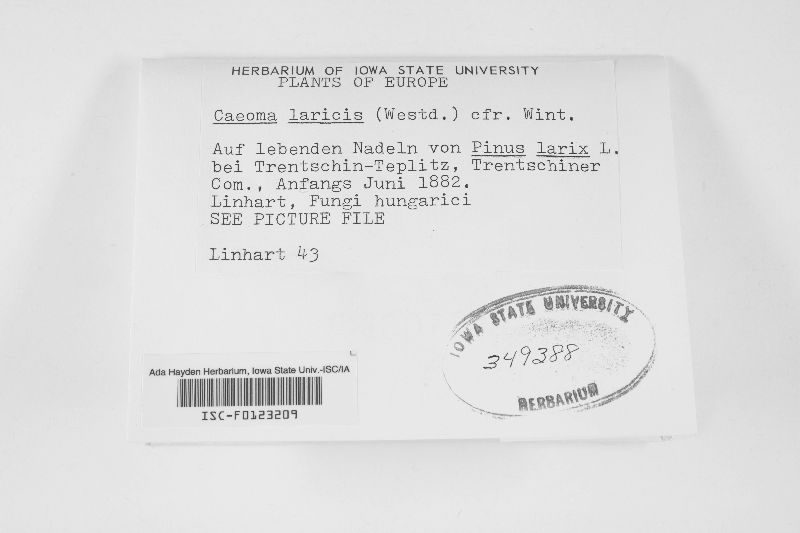 HERBARIUM OF IOWA STATE UNIVERSITY
PLANTS OF EUROPE
Caeoma laricis (Westd.) cfr. Wint.
Auf lebenden Nadeln von Pinus larix L.
bei Trentschin-Teplitz, Trentschiner
Com., Anfangs Juni 1882.
Linhart, Fungi hungarici
SEE PICTURE FILE
Linhart 43
IOWA STATE UNIVERSITY
349388
HERBARIUM
Ada Hayden Herbarium, Iowa State Univ.-ISC/IA
ISC-F0123209